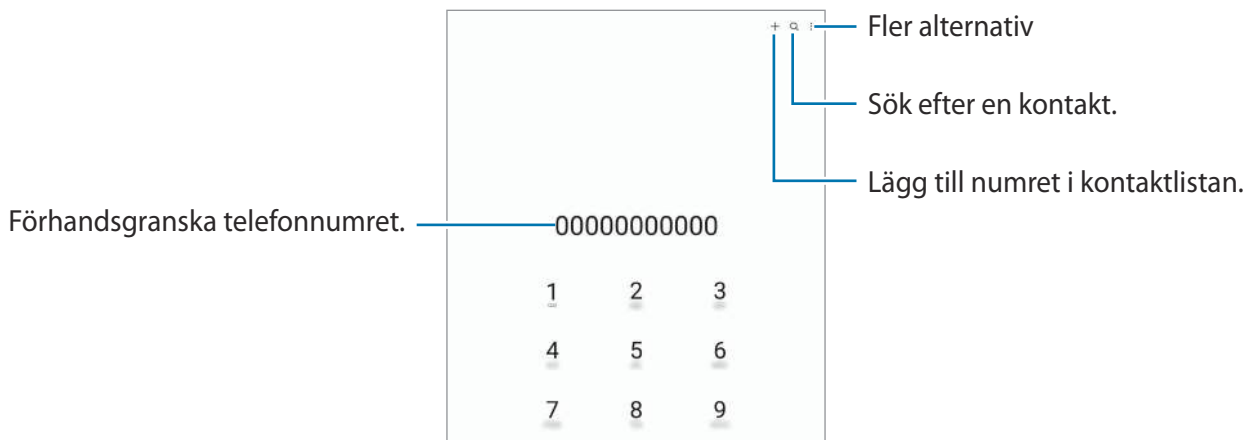 Fler alternativ
Sök efter en kontakt.
Lägg till numret i kontaktlistan.
Förhandsgranska telefonnumret.
00000000000
1 2 3
4 5 6
7 8 9